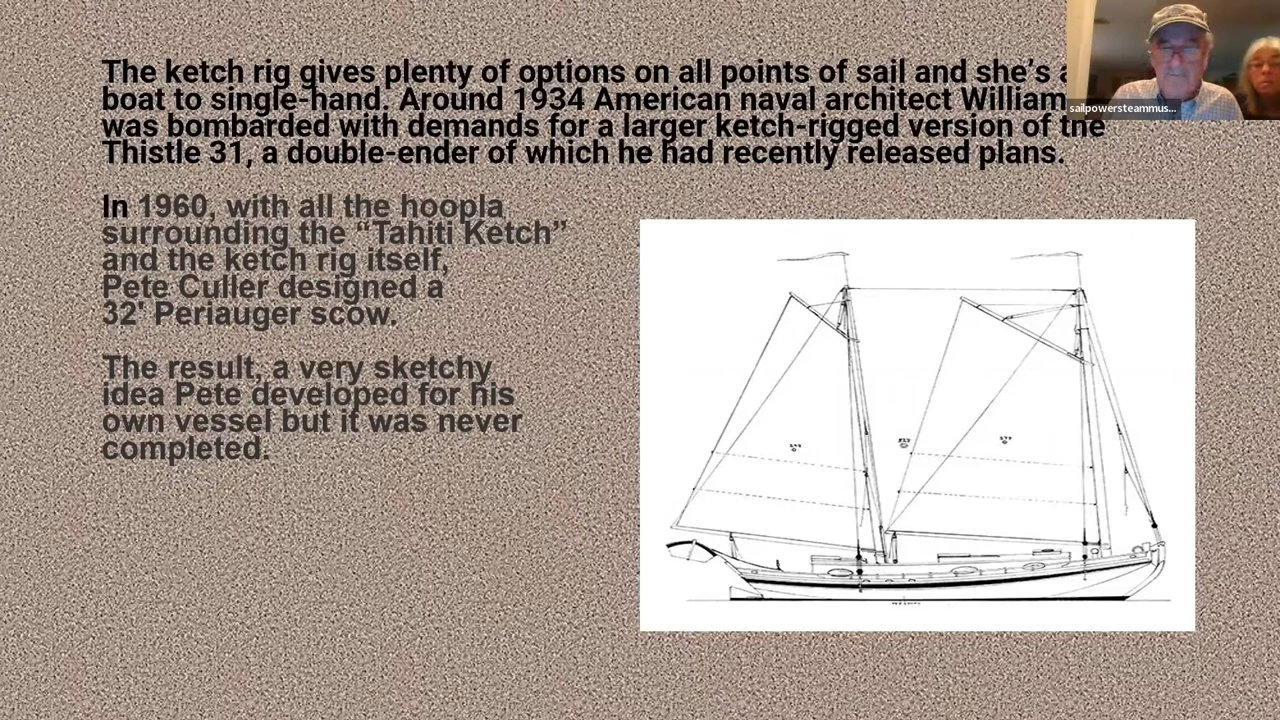 The ketch rig gives plenty of options on all points of sail and she's a
boat to single-hand. Around 1934 American naval architect William
was bombarded with demands for a larger ketch-rigged version of the
Thistle 31, a double-ender of which he had recently released plans.
sailpowersteammus...
In 1960, with all the hoopla
surrounding the “Tahiti Ketch”
and the ketch rig itself,
Pete Culler designed a
32' Periauger scow.
The result, a very sketchy
idea Pete developed for his
own vessel but it was never
completed.